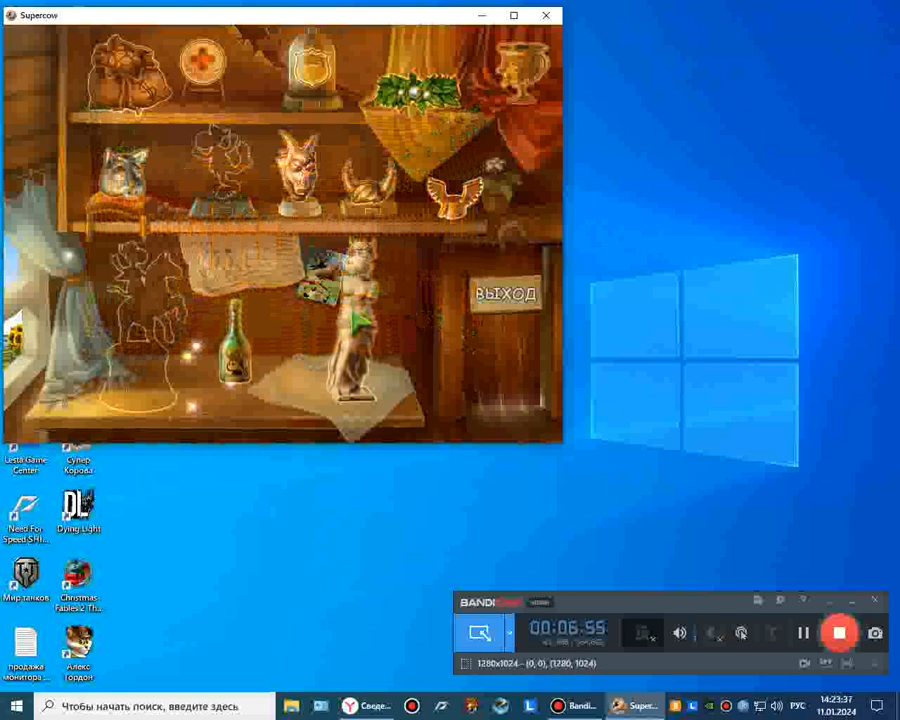 Supercow
ВЫХОД
Lesta Game
Center
Супер
Корова
Need For
Speed SHI...
Dying Light
Мир танков
Christmas
Fables 2 Th...
продажа
монитора ...
Алекс
Гордон
00:06:55
1280x1024 - (0, 0), (1280, 1024)
Чтобы начать поиск, введите здесь
Сведе...
Bandi...
Super...
РУС
14:23:37
11.01.2024